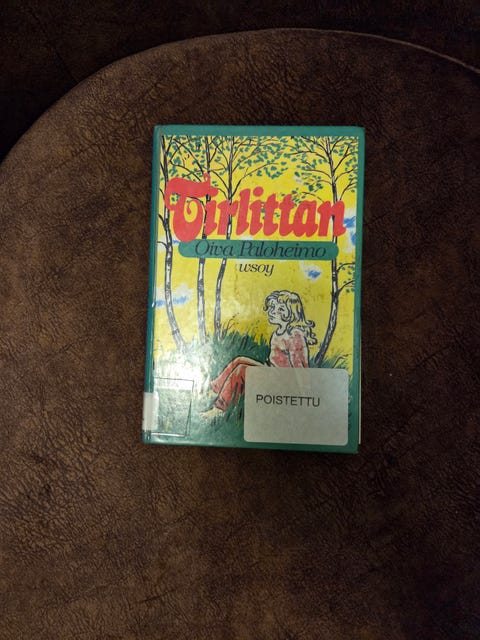 Tirlittan
Oiva Paloheimo
wsoy
POISTETTU